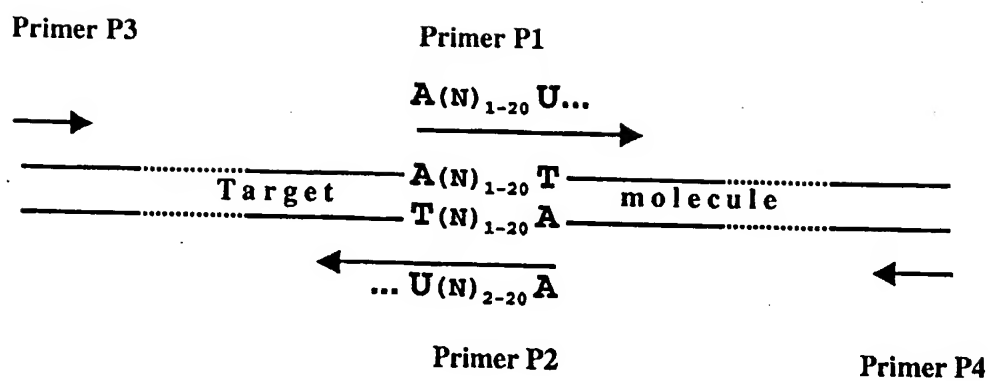 Primer P3
Primer P1
A(N)₁₋₂₀U...
A(N)₁₋₂₀T
Target molecule
T(N)₁₋₂₀A
... U(N)₂₋₂₀A
Primer P2
Primer P4